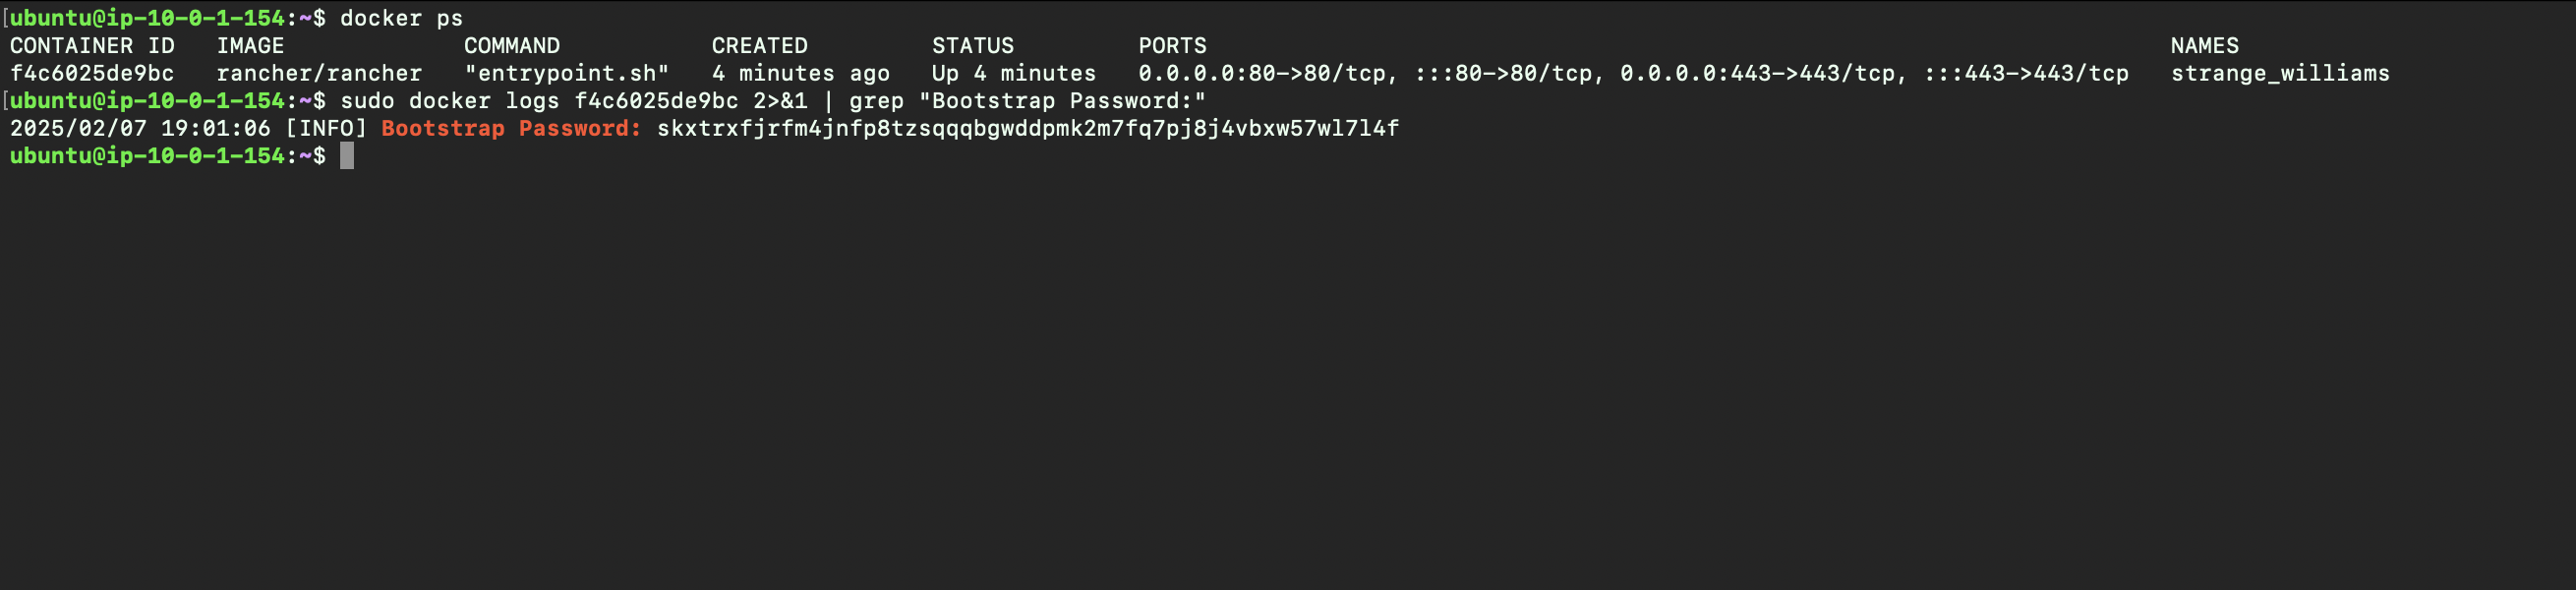 [ubuntu@ip-10-0-1-154:~$ docker ps
CONTAINER ID   IMAGE             COMMAND           CREATED         STATUS         PORTS                                                                      NAMES
f4c6025de9bc   rancher/rancher   "entrypoint.sh"   4 minutes ago   Up 4 minutes   0.0.0.0:80->80/tcp, :::80->80/tcp, 0.0.0.0:443->443/tcp, :::443->443/tcp   strange_williams
[ubuntu@ip-10-0-1-154:~$ sudo docker logs f4c6025de9bc 2>&1 | grep "Bootstrap Password:"
2025/02/07 19:01:06 [INFO] Bootstrap Password: skxtrxfjrfm4jnfp8tzsqqqbgwddpmk2m7fq7pj8j4vbxw57wl7l4f
ubuntu@ip-10-0-1-154:~$